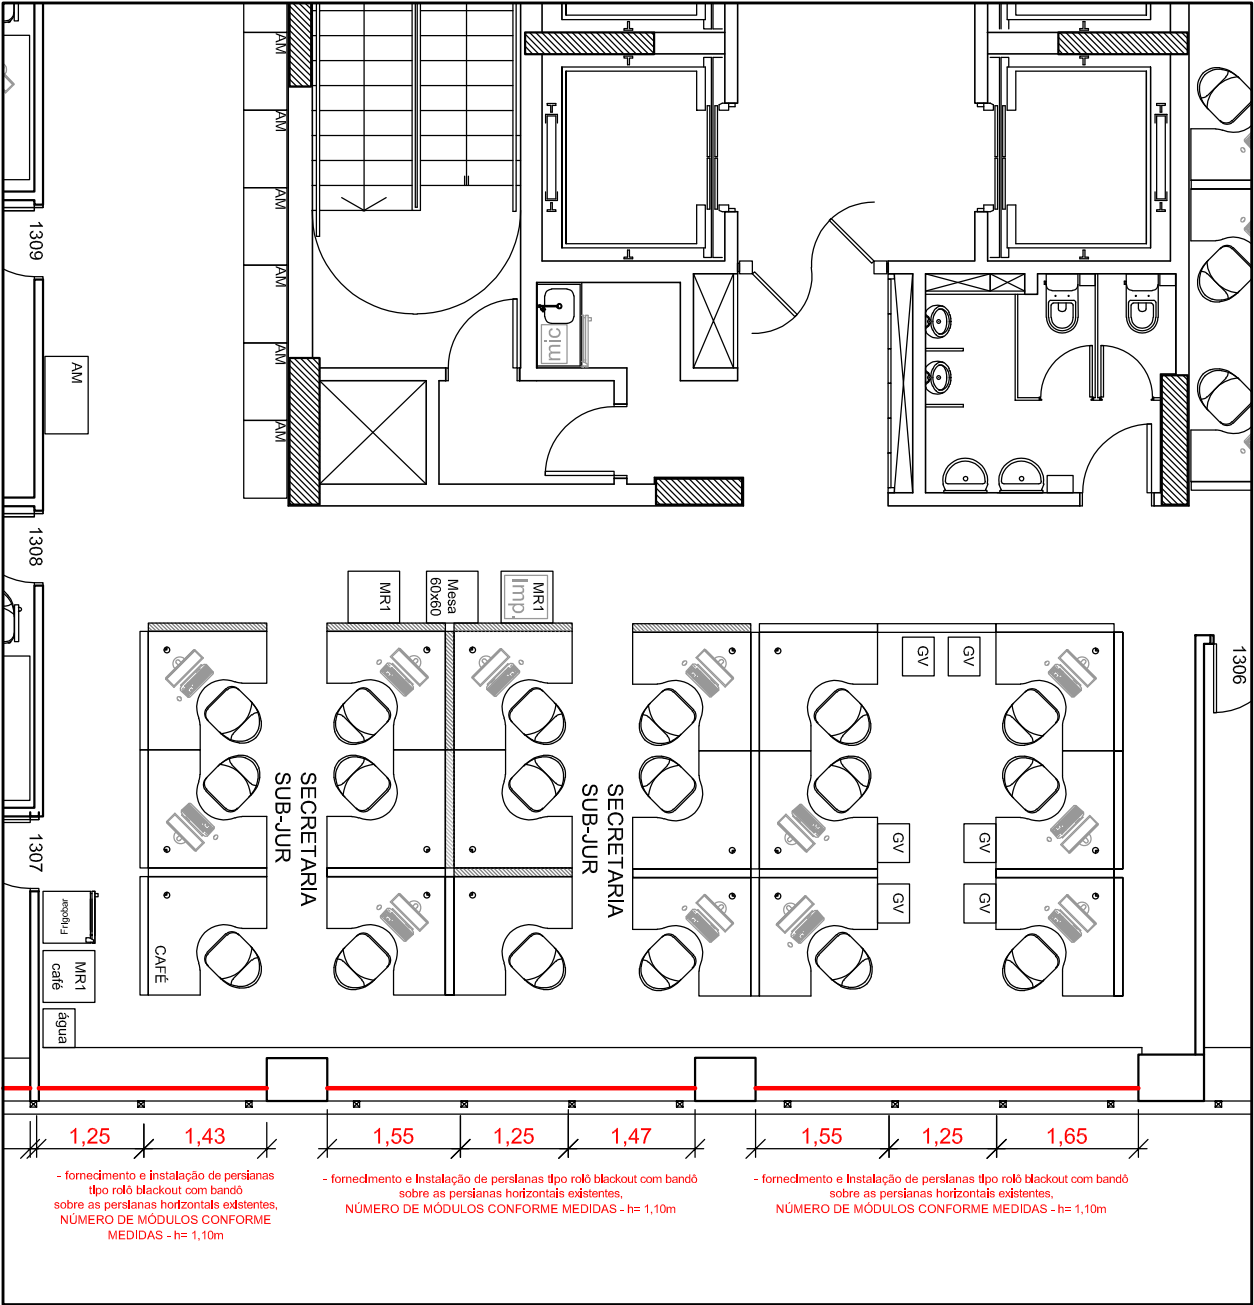 AM
AM
AM
AM
AM
AM
1309
AM
mic
1308
MR1
Mesa
60x60
MR1
Imp.
GV
GV
1306
SECRETARIA
SUB-JUR
SECRETARIA
SUB-JUR
GV
GV
1307
GV
GV
Frigobar
CAFÉ
MR1
café
água
1,25
1,43
1,55
1,25
1,47
1,55
1,25
1,65
- fornecimento e instalação de persianas
tipo rolô blackout com bandô
sobre as persianas horizontais existentes,
NÚMERO DE MÓDULOS CONFORME
MEDIDAS - h= 1,10m
- fornecimento e instalação de persianas tipo rolô blackout com bandô
sobre as persianas horizontais existentes,
NÚMERO DE MÓDULOS CONFORME MEDIDAS - h= 1,10m
- fornecimento e instalação de persianas tipo rolô blackout com bandô
sobre as persianas horizontais existentes,
NÚMERO DE MÓDULOS CONFORME MEDIDAS - h= 1,10m